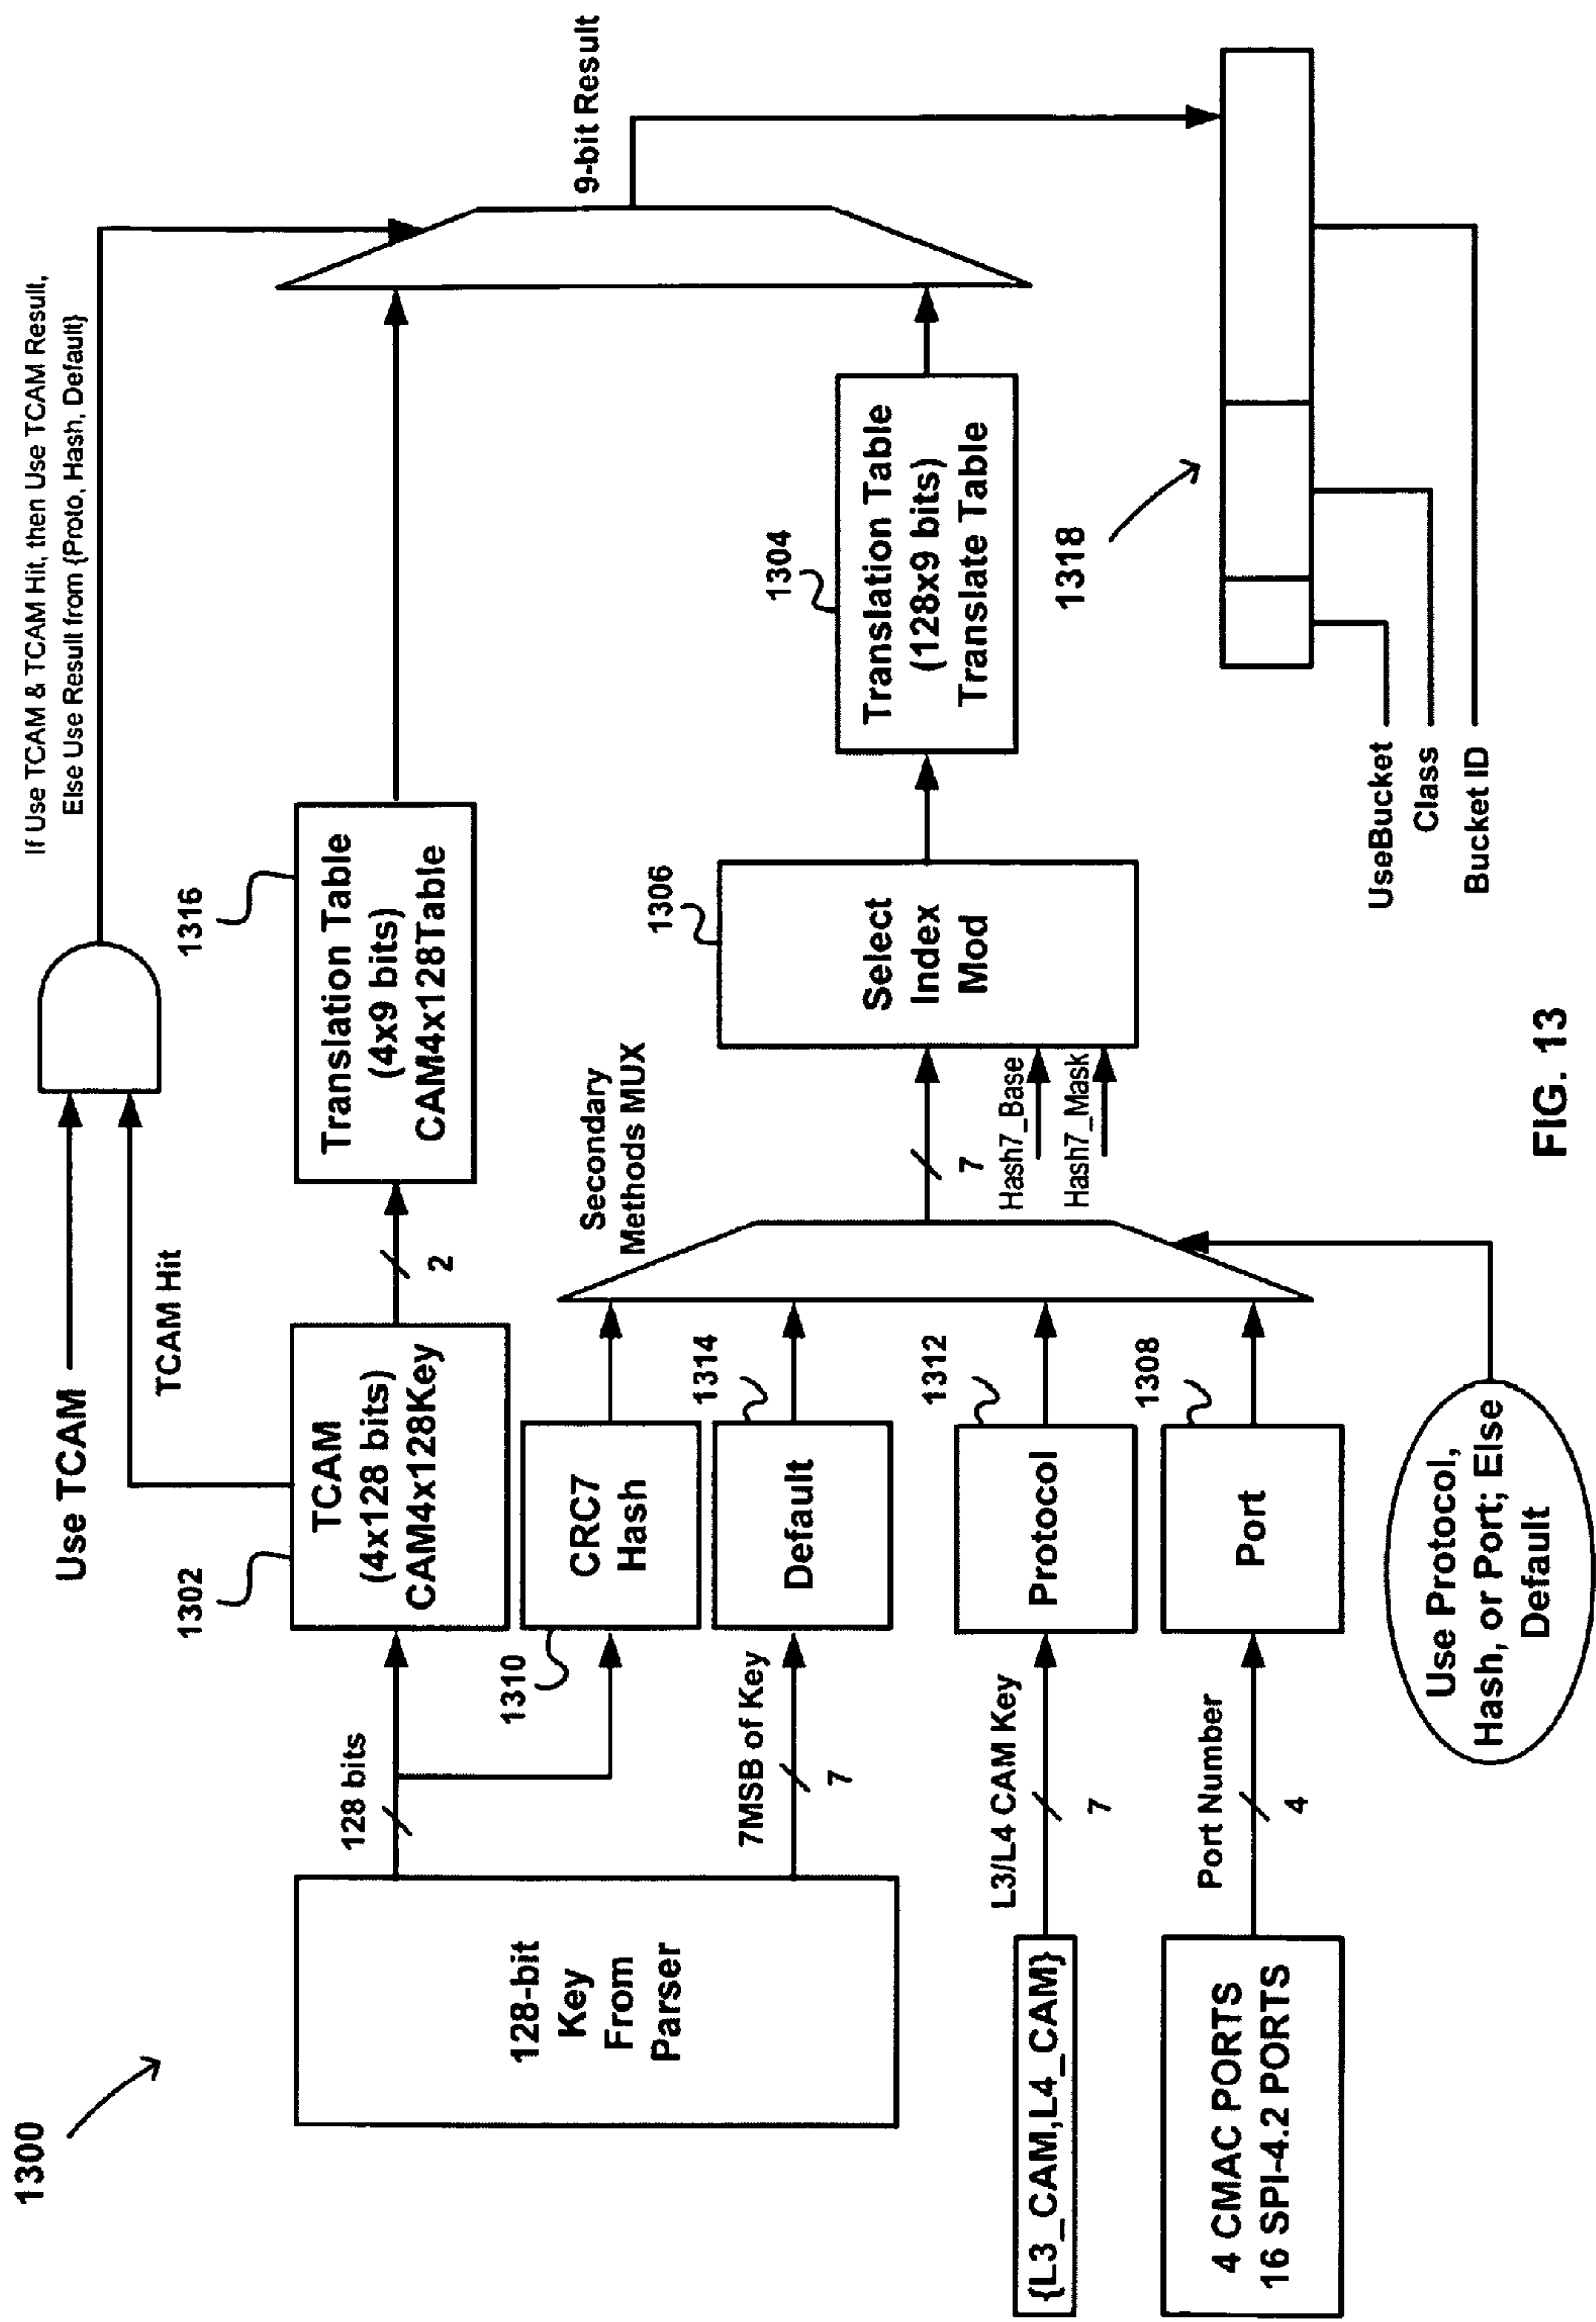 1300
128-bit
Key
From
Parser
{L3_CAM,L4_CAM}
4 CMAC PORTS
16 SPI-4.2 PORTS
128 bits
7MSB of Key
7
L3/L4 CAM Key
7
Port Number
4
1302
TCAM
(4x128 bits)
CAM4x128Key
1310
CRC7
Hash
1314
Default
1312
Protocol
1308
Port
Use Protocol,
Hash, or Port; Else
Default
Use TCAM
TCAM Hit
2
Secondary
Methods MUX
7
Hash7_Base
Hash7_Mask
1316
Translation Table
(4x9 bits)
CAM4x128Table
1306
Select
Index
Mod
1304
Translation Table
(128x9 bits)
Translate Table
If Use TCAM & TCAM Hit, then Use TCAM Result,
Else Use Result from {Proto, Hash, Default}
9-bit Result
1318
UseBucket
Class
Bucket ID
FIG. 13